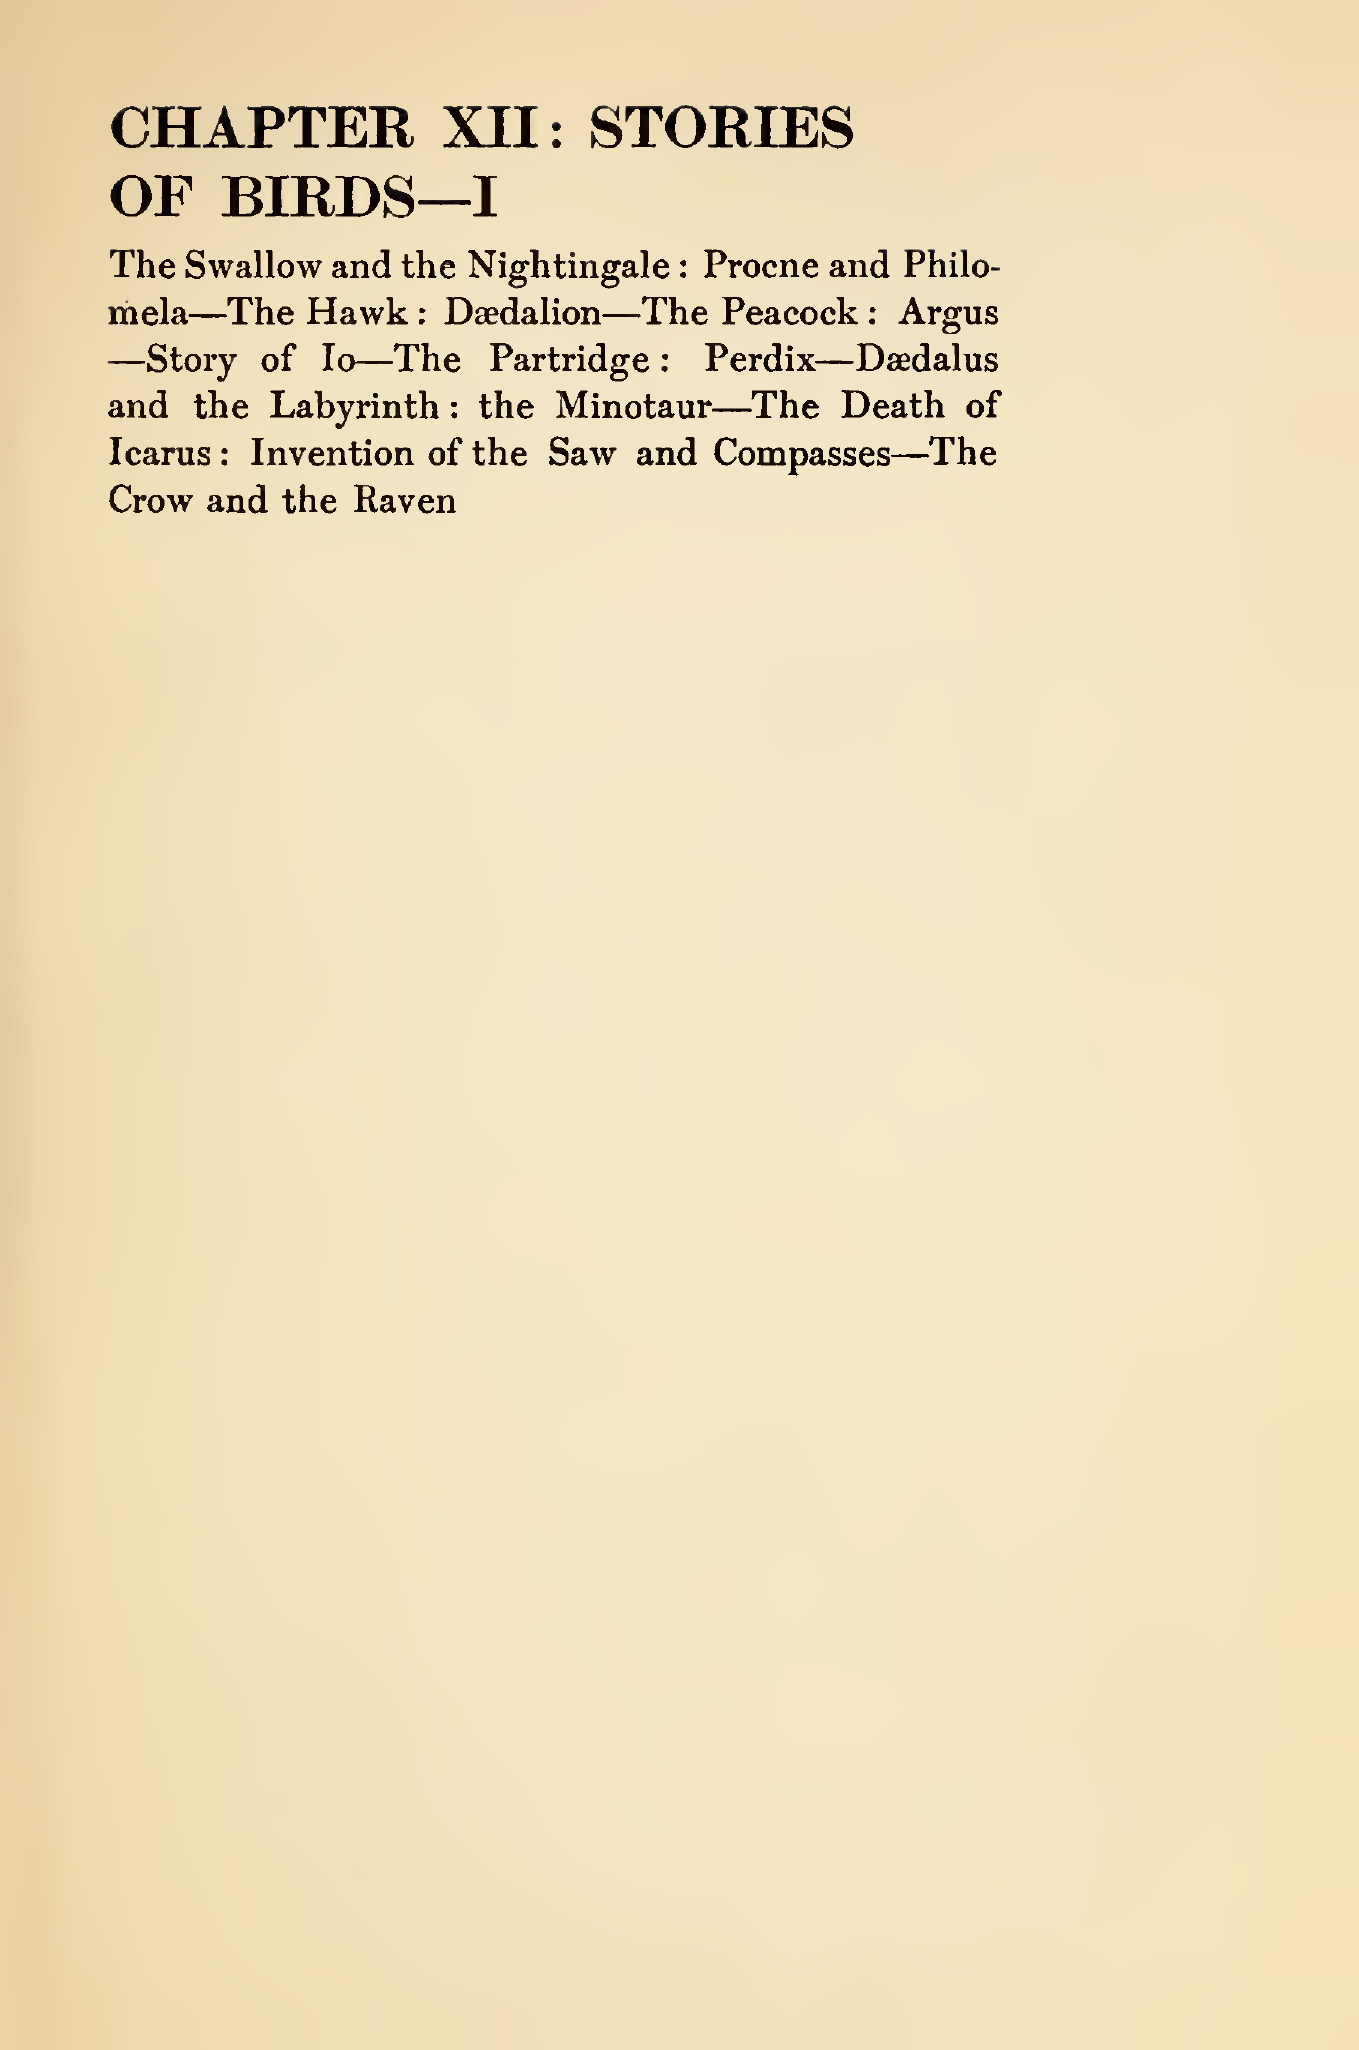 CHAPTER XII: STORIES
OF BIRDS—I
The Swallow and the Nightingale : Procne and Philo-
mela—The Hawk : Dædalion—The Peacock : Argus
—Story of Io—The Partridge : Perdix—Dædalus
and the Labyrinth : the Minotaur—The Death of
Icarus : Invention of the Saw and Compasses—The
Crow and the Raven